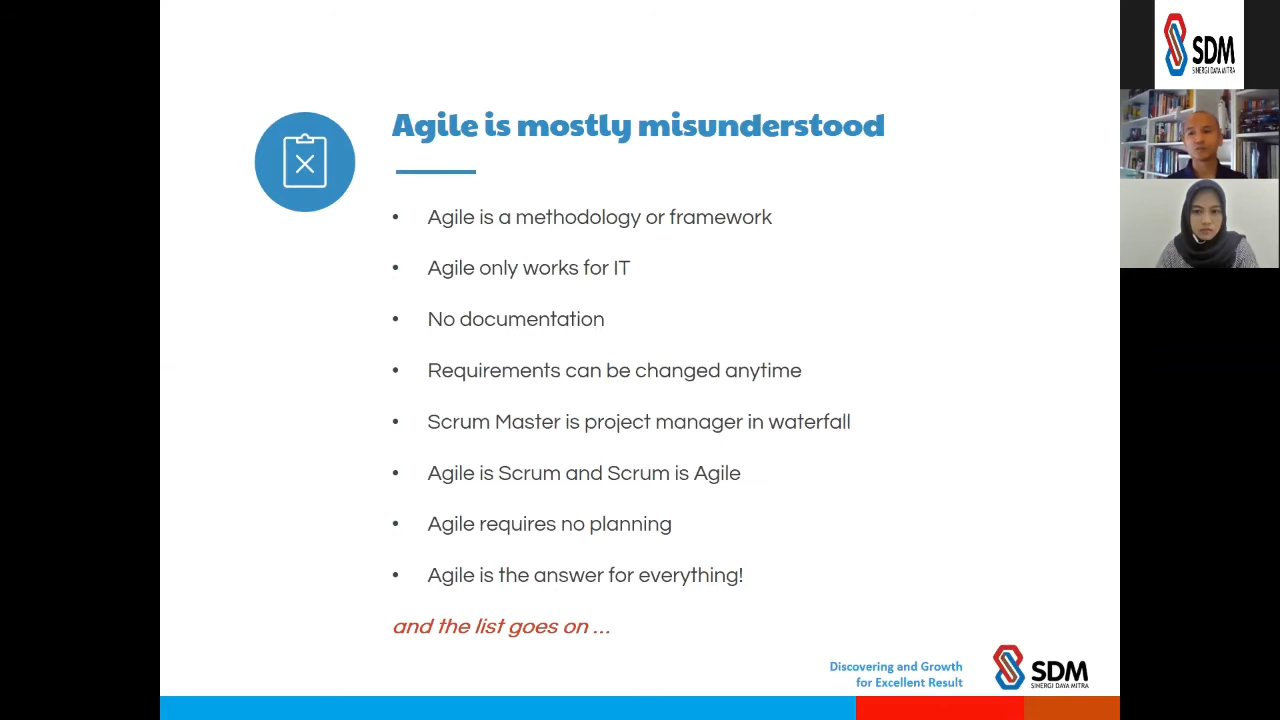 SDM
SINERGI DAYA MITRA
Agile is mostly misunderstood
• Agile is a methodology or framework
• Agile only works for IT
• No documentation
• Requirements can be changed anytime
• Scrum Master is project manager in waterfall
• Agile is Scrum and Scrum is Agile
• Agile requires no planning
• Agile is the answer for everything!
and the list goes on ...
Discovering and Growth
for Excellent Result
SDM
SINERGI DAYA MITRA